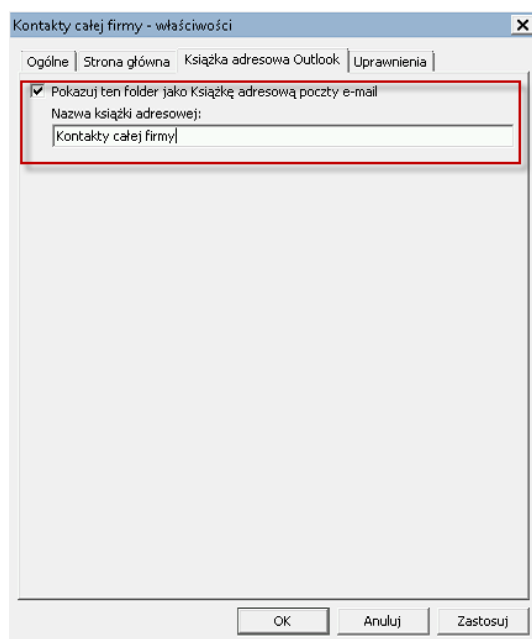 Kontakty całej firmy - właściwości
Ogólne Strona główna Książka adresowa Outlook Uprawnienia
Pokazuj ten folder jako Książkę adresową poczty e-mail
Nazwa książki adresowej:
Kontakty całej firmy
OK Anuluj Zastosuj